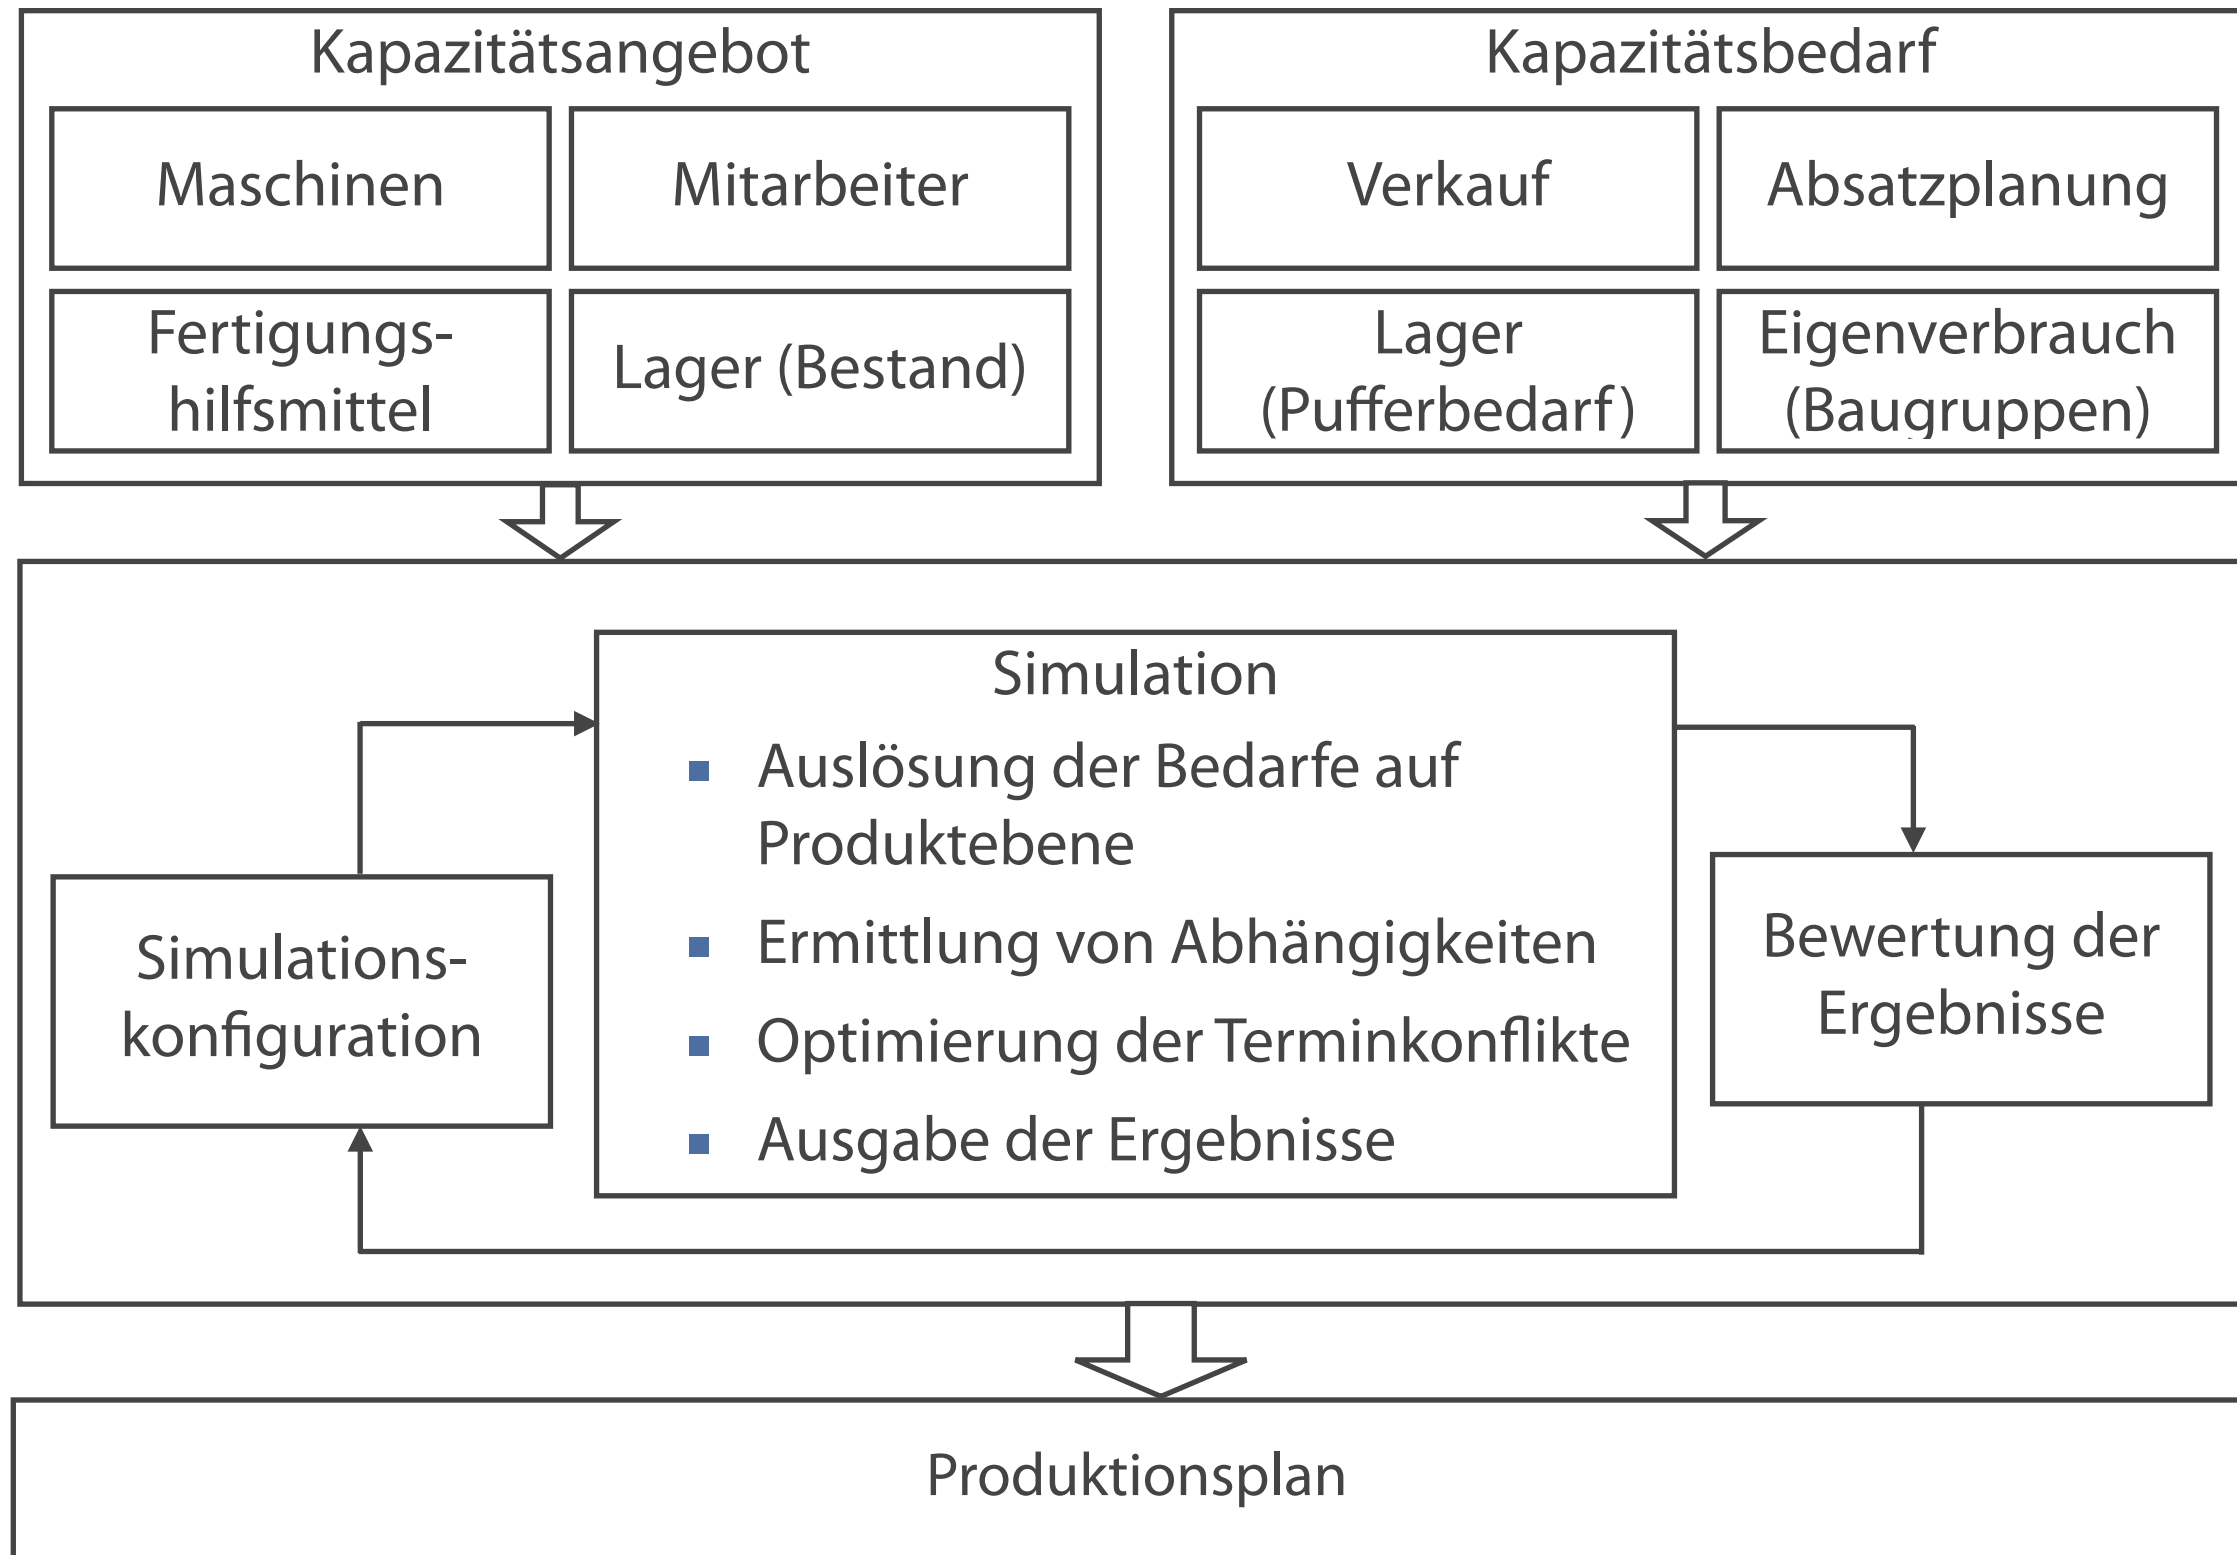 Kapazitätsangebot
Maschinen
Mitarbeiter
Fertigungs-
hilfsmittel
Lager (Bestand)
Kapazitätsbedarf
Verkauf
Absatzplanung
Lager
(Pufferbedarf)
Eigenverbrauch
(Baugruppen)
Simulations-
konfiguration
Simulation
Auslösung der Bedarfe auf
Produktebene
Ermittlung von Abhängigkeiten
Optimierung der Terminkonflikte
Ausgabe der Ergebnisse
Bewertung der
Ergebnisse
Produktionsplan